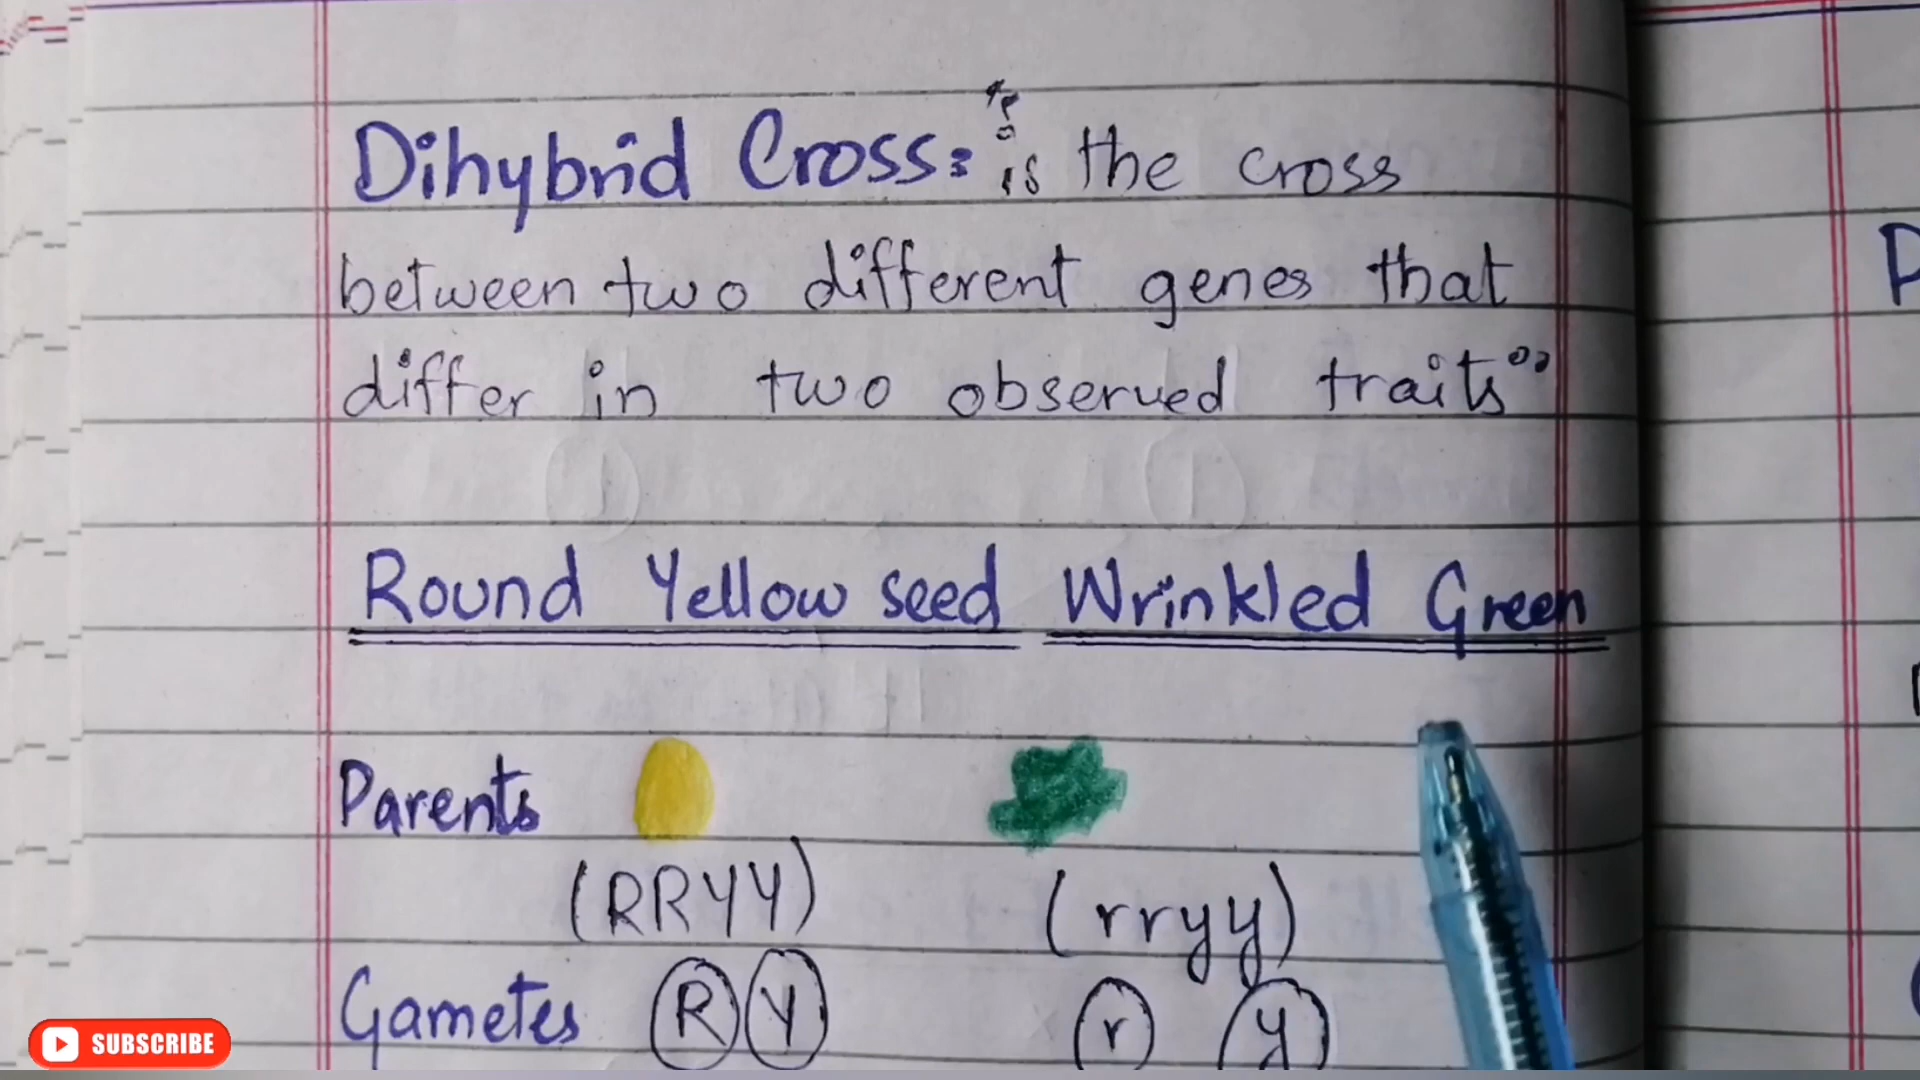 Dihybrid Cross: is the cross
between two different genes that
differ in two observed traits
Round Yellow seed Wrinkled Green
Parents
(RRYY) (rryy)
Gametes R Y r y
SUBSCRIBE